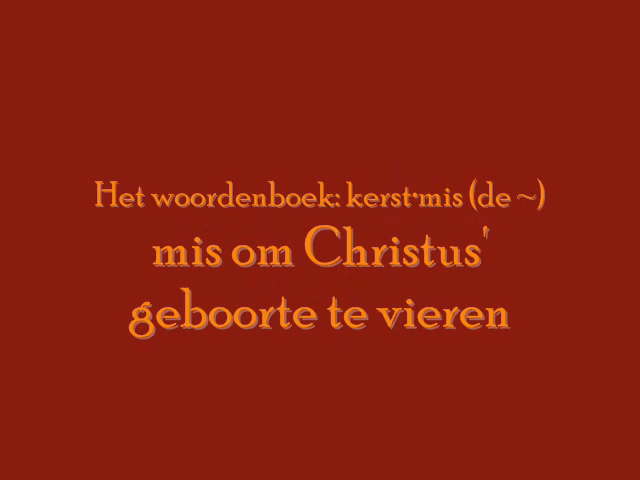 Het woordenboek: kerst·mis (de ~)
mis om Christus'
geboorte te vieren